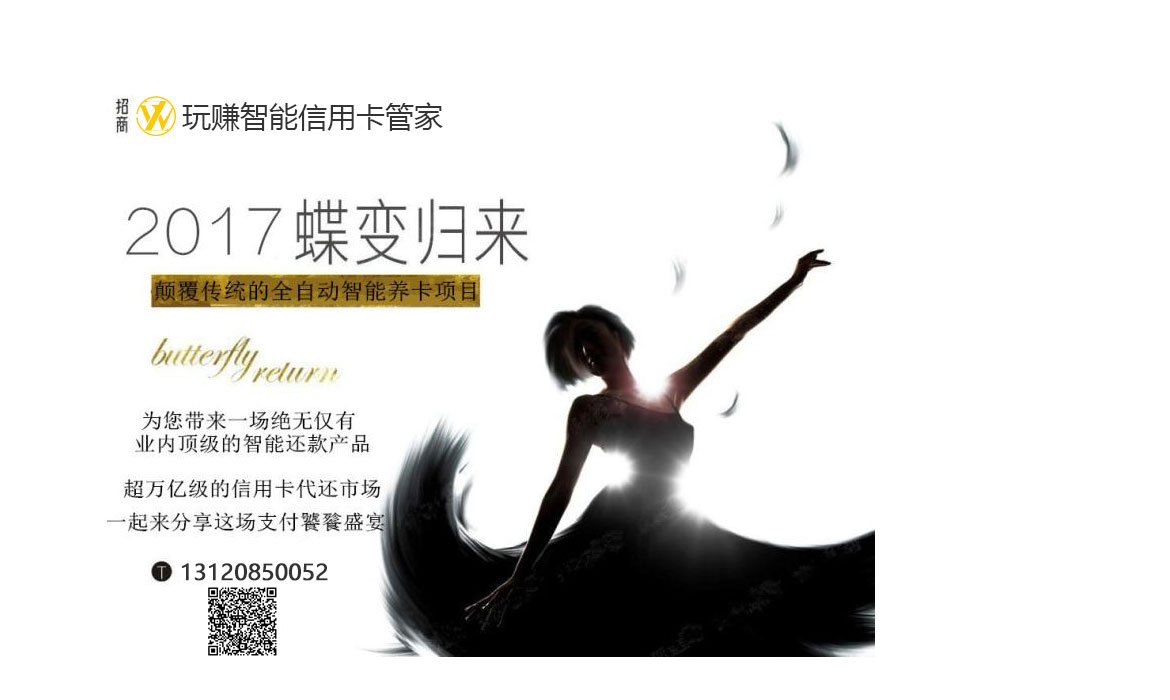 招商
玩赚智能信用卡管家
2017蝶变归来
颠覆传统的全自动智能养卡项目
butterfly
return
为您带来一场绝无仅有
业内顶级的智能还款产品
超万亿级的信用卡代还市场
一起来分享这场支付饕餮盛宴
T 13120850052